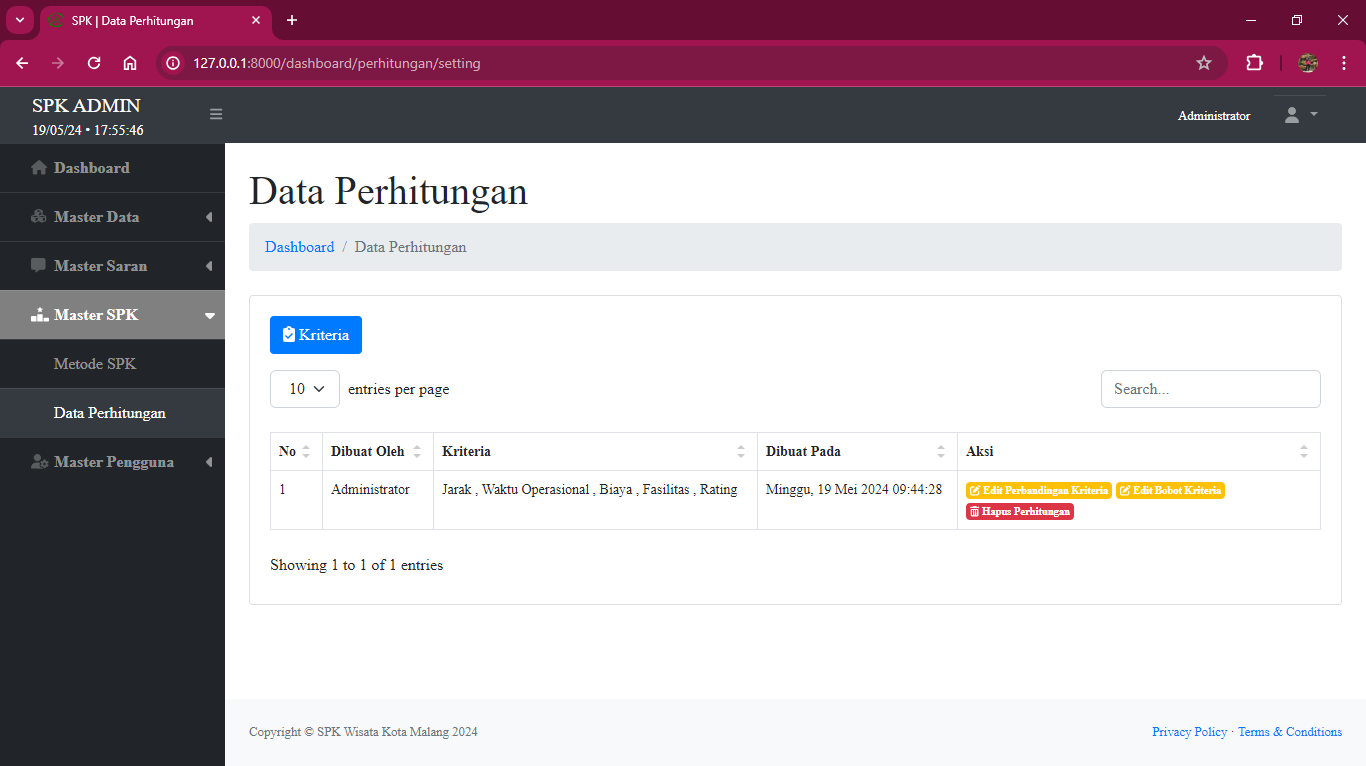 SPK | Data Perhitungan
127.0.0.1:8000/dashboard/perhitungan/setting
SPK ADMIN
19/05/24 • 17:55:46
Administrator
Dashboard
Master Data
Master Saran
Master SPK
Metode SPK
Data Perhitungan
Master Pengguna
Data Perhitungan
Dashboard / Data Perhitungan
Kriteria
10 entries per page
Search...
No Dibuat Oleh Kriteria Dibuat Pada Aksi
1 Administrator Jarak , Waktu Operasional , Biaya , Fasilitas , Rating Minggu, 19 Mei 2024 09:44:28 Edit Perbandingan Kriteria Edit Bobot Kriteria
Hapus Perhitungan
Showing 1 to 1 of 1 entries
Copyright © SPK Wisata Kota Malang 2024
Privacy Policy · Terms & Conditions